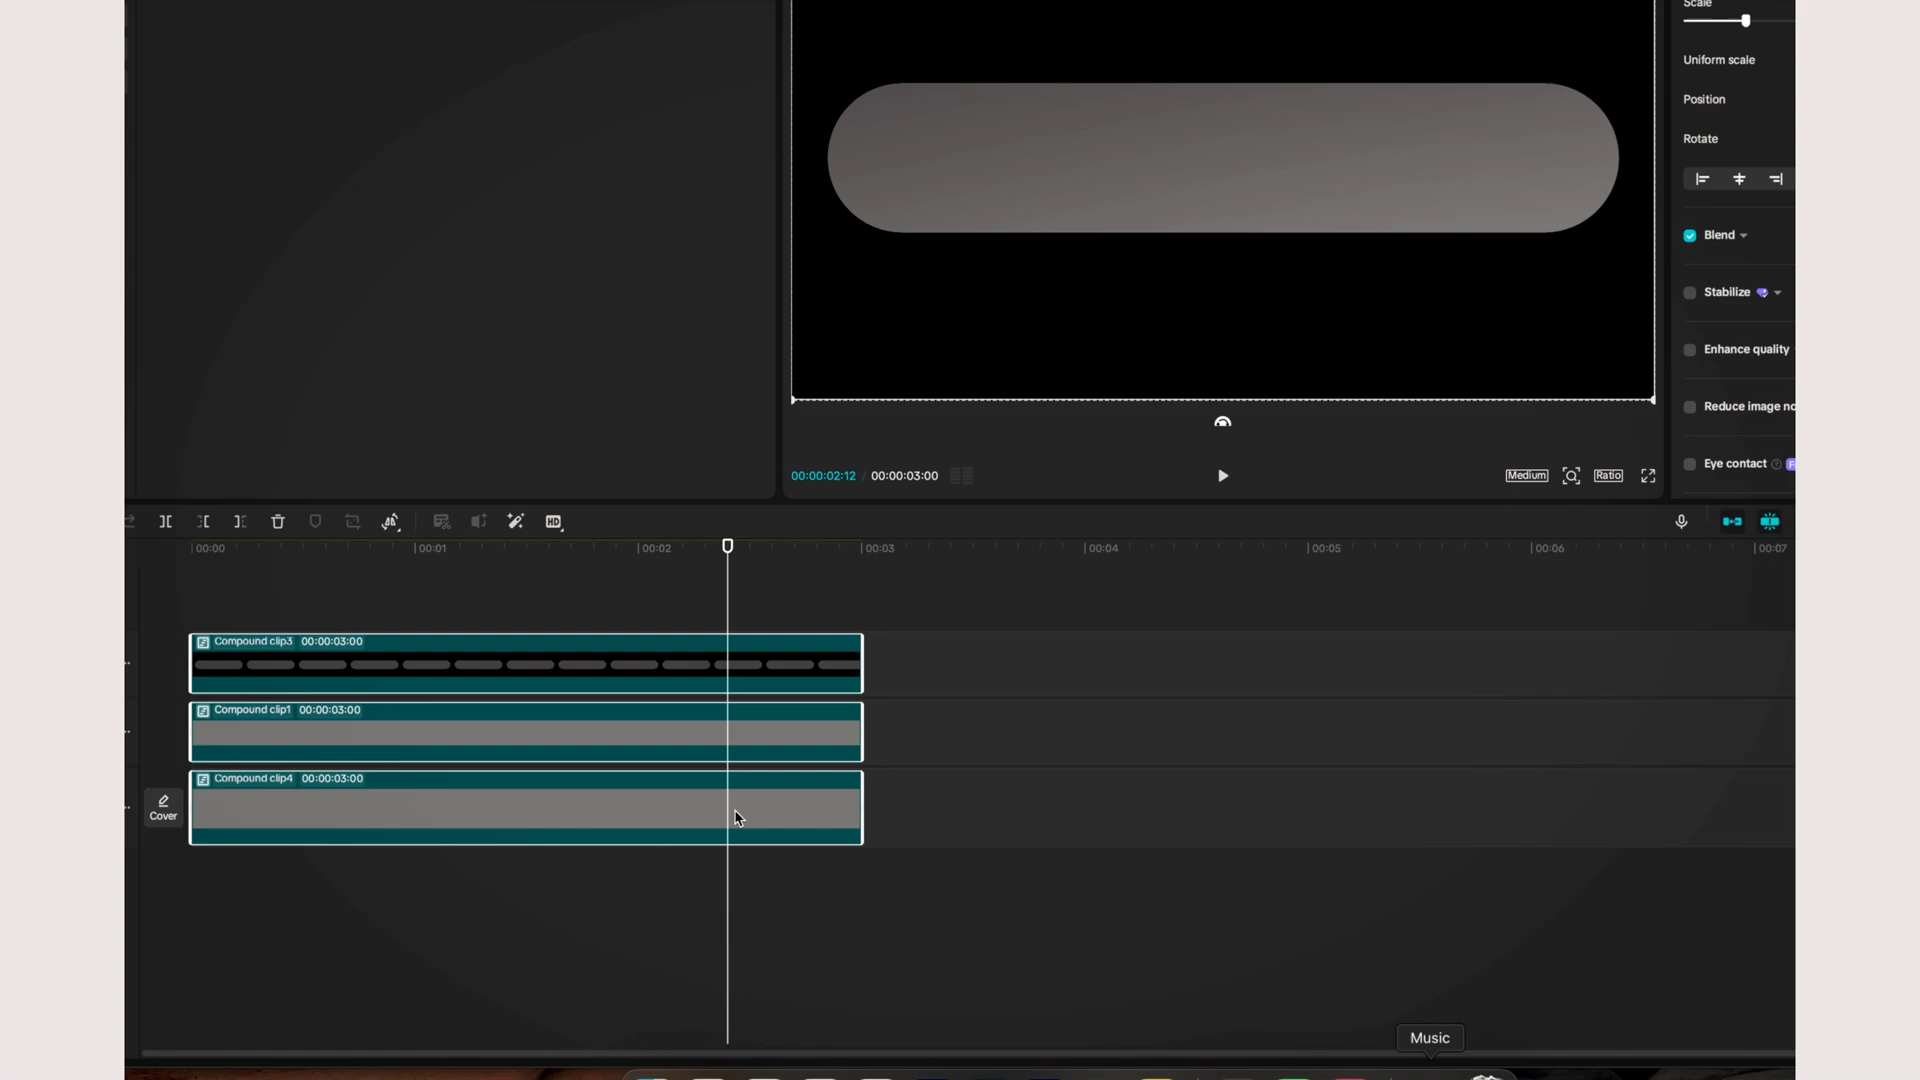 Scale
Uniform scale
Position
Rotate
Blend
Stabilize
Enhance quality
Reduce image no
Eye contact
00:00:02:12 / 00:00:03:00
Medium
Ratio
HD
00:00
00:01
00:02
00:03
00:04
00:05
00:06
00:07
Compound clip3 00:00:03:00
Compound clip1 00:00:03:00
Compound clip4 00:00:03:00
Cover
Music